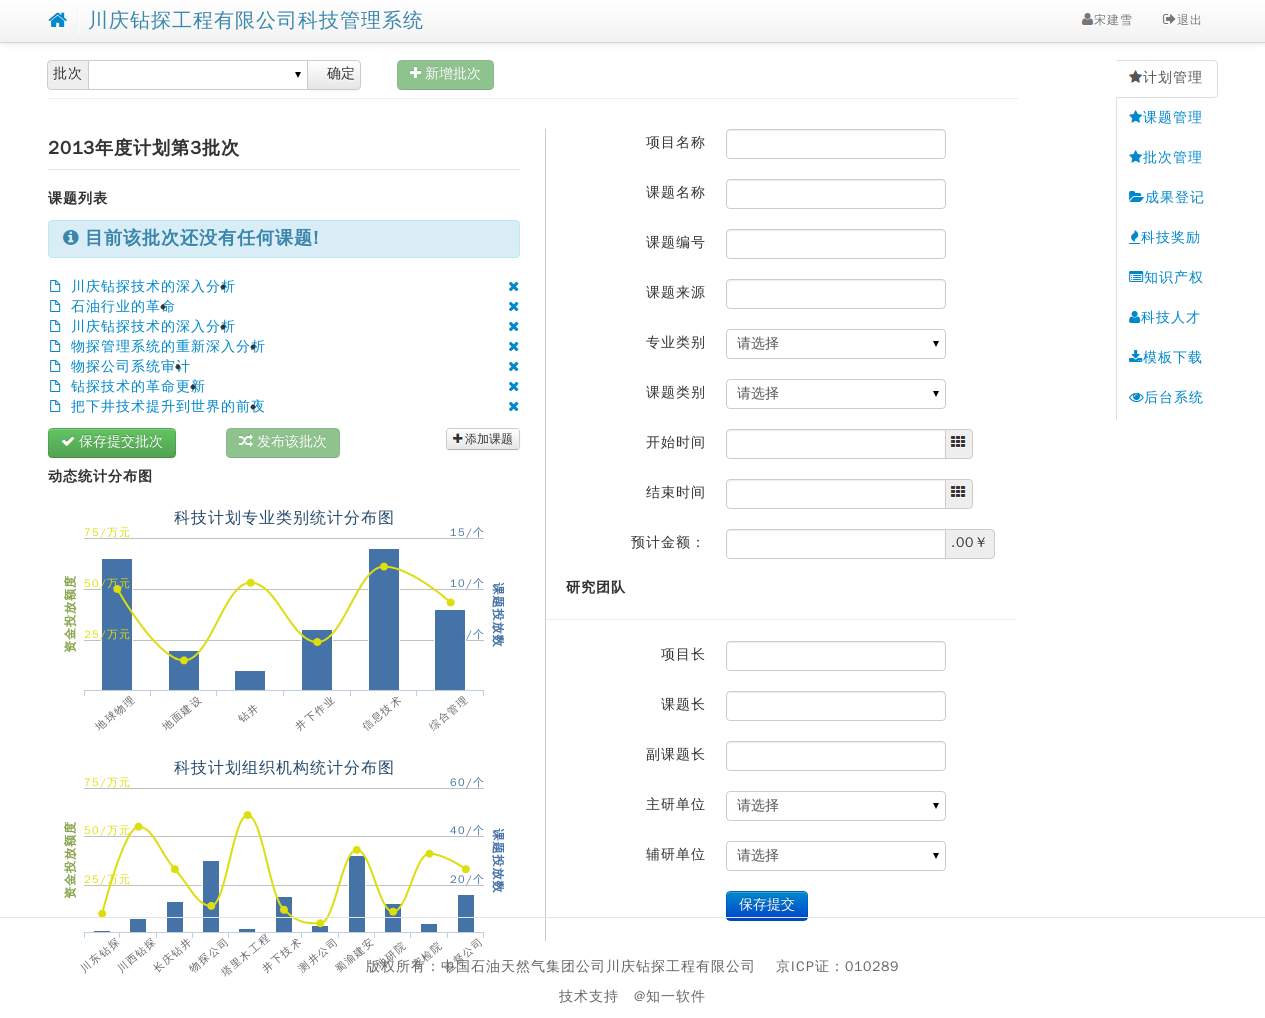 川庆钻探工程有限公司科技管理系统
宋建雪 退出
批次 确定 新增批次
2013年度计划第3批次
课题列表
目前该批次还没有任何课题!
川庆钻探技术的深入分析
石油行业的革命
川庆钻探技术的深入分析
物探管理系统的重新深入分析
物探公司系统审计
钻探技术的革命更新
把下井技术提升到世界的前夜
保存提交批次 发布该批次 添加课题
动态统计分布图
科技计划专业类别统计分布图
75/万元 15/个
50/万元 10/个
25/万元 /个
资金投放额度
课题投放数
地球物理 地面建设 钻井 井下作业 信息技术 综合管理
科技计划组织机构统计分布图
75/万元 60/个
50/万元 40/个
25/万元 20/个
资金投放额度
课题投放数
川东钻探 川西钻探 长庆钻井 物探公司 塔里木工程 井下技术 测井公司 蜀渝建安
项目名称
课题名称
课题编号
课题来源
专业类别 请选择
课题类别 请选择
开始时间
结束时间
预计金额： .00 ¥
研究团队
项目长
课题长
副课题长
主研单位 请选择
辅研单位 请选择
保存提交
计划管理
课题管理
批次管理
成果登记
科技奖励
知识产权
科技人才
模板下载
后台系统
版权所有：中国石油天然气集团公司川庆钻探工程有限公司 京ICP证：010289
技术支持 @知一软件